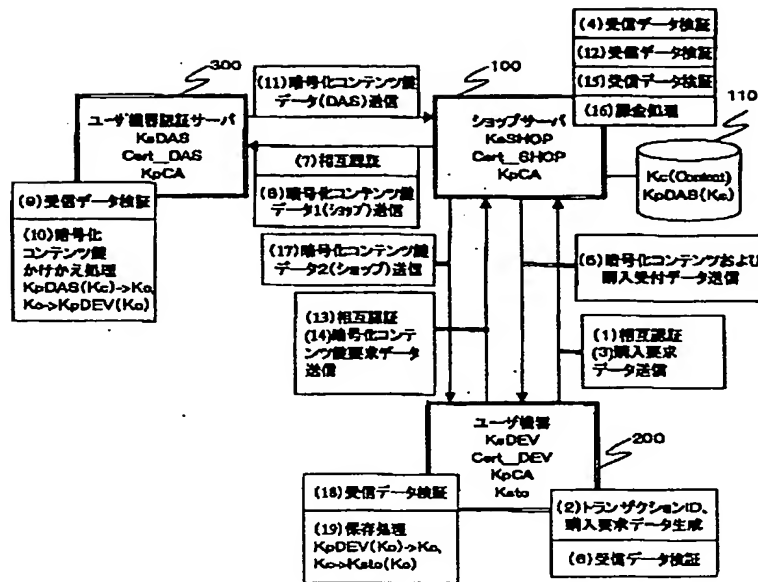 (4)受信データ検証
(12)受信データ検証
(15)受信データ検証
(16)課金処理
300
100
110
(11)暗号化コンテンツ鍵
データ(DAS)送信
ユーザ機器認証サーバ
KsDAS
Cert_DAS
KpCA
ショップサーバ
KsSHOP
Cert_SHOP
KpCA
Kc(Content)
KpDAS(Kc)
(7)相互認証
(8)暗号化コンテンツ鍵
データ1(ショップ)送信
(9)受信データ検証
(10)暗号化
コンテンツ鍵
かけかえ処理
KpDAS(Kc)->Kc,
Kc->KpDEV(Kc)
(17)暗号化コンテンツ鍵
データ2(ショップ)送信
(5)暗号化コンテンツおよび
購入受付データ送信
(13)相互認証
(14)暗号化コンテ
ンツ鍵要求データ
送信
(1)相互認証
(3)購入要求
データ送信
200
ユーザ機器
KsDEV
Cert_DEV
KpCA
Ksto
(18)受信データ検証
(19)保存処理
KpDEV(Kc)->Kc,
Kc->Ksto(Kc)
(2)トランザクションID、
購入要求データ生成
(6)受信データ検証